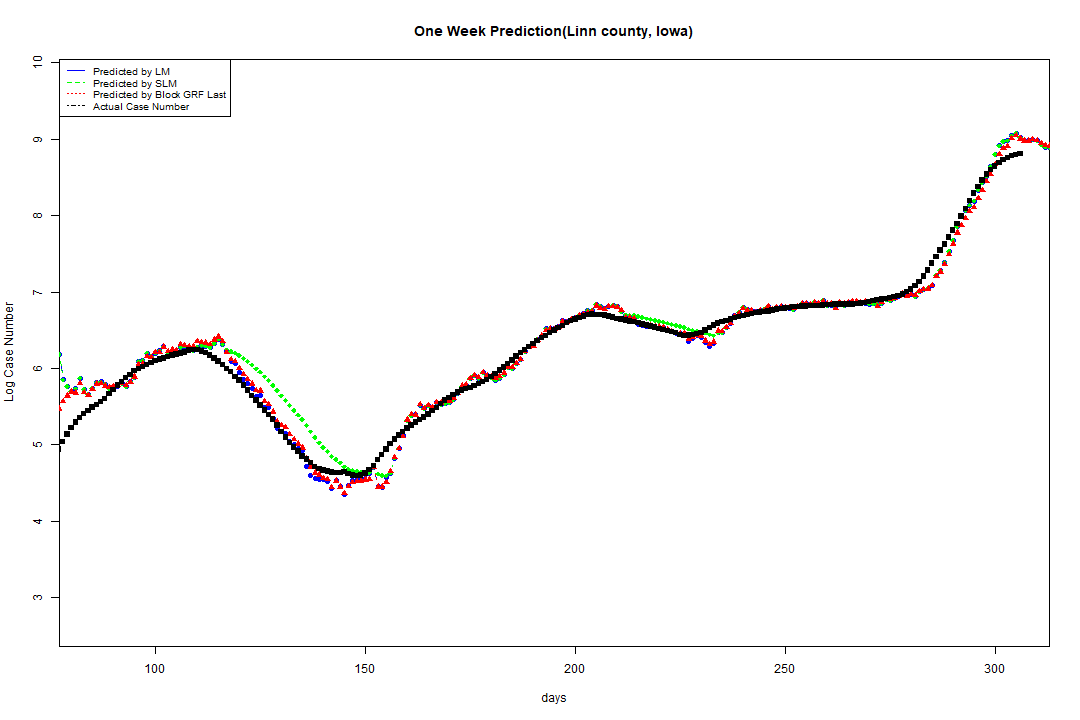 One Week Prediction(Linn county, Iowa)
Predicted by LM
Predicted by SLM
Predicted by Block GRF Last
Actual Case Number
10
9
8
7
6
5
4
3
Log Case Number
100 150 200 250 300
days